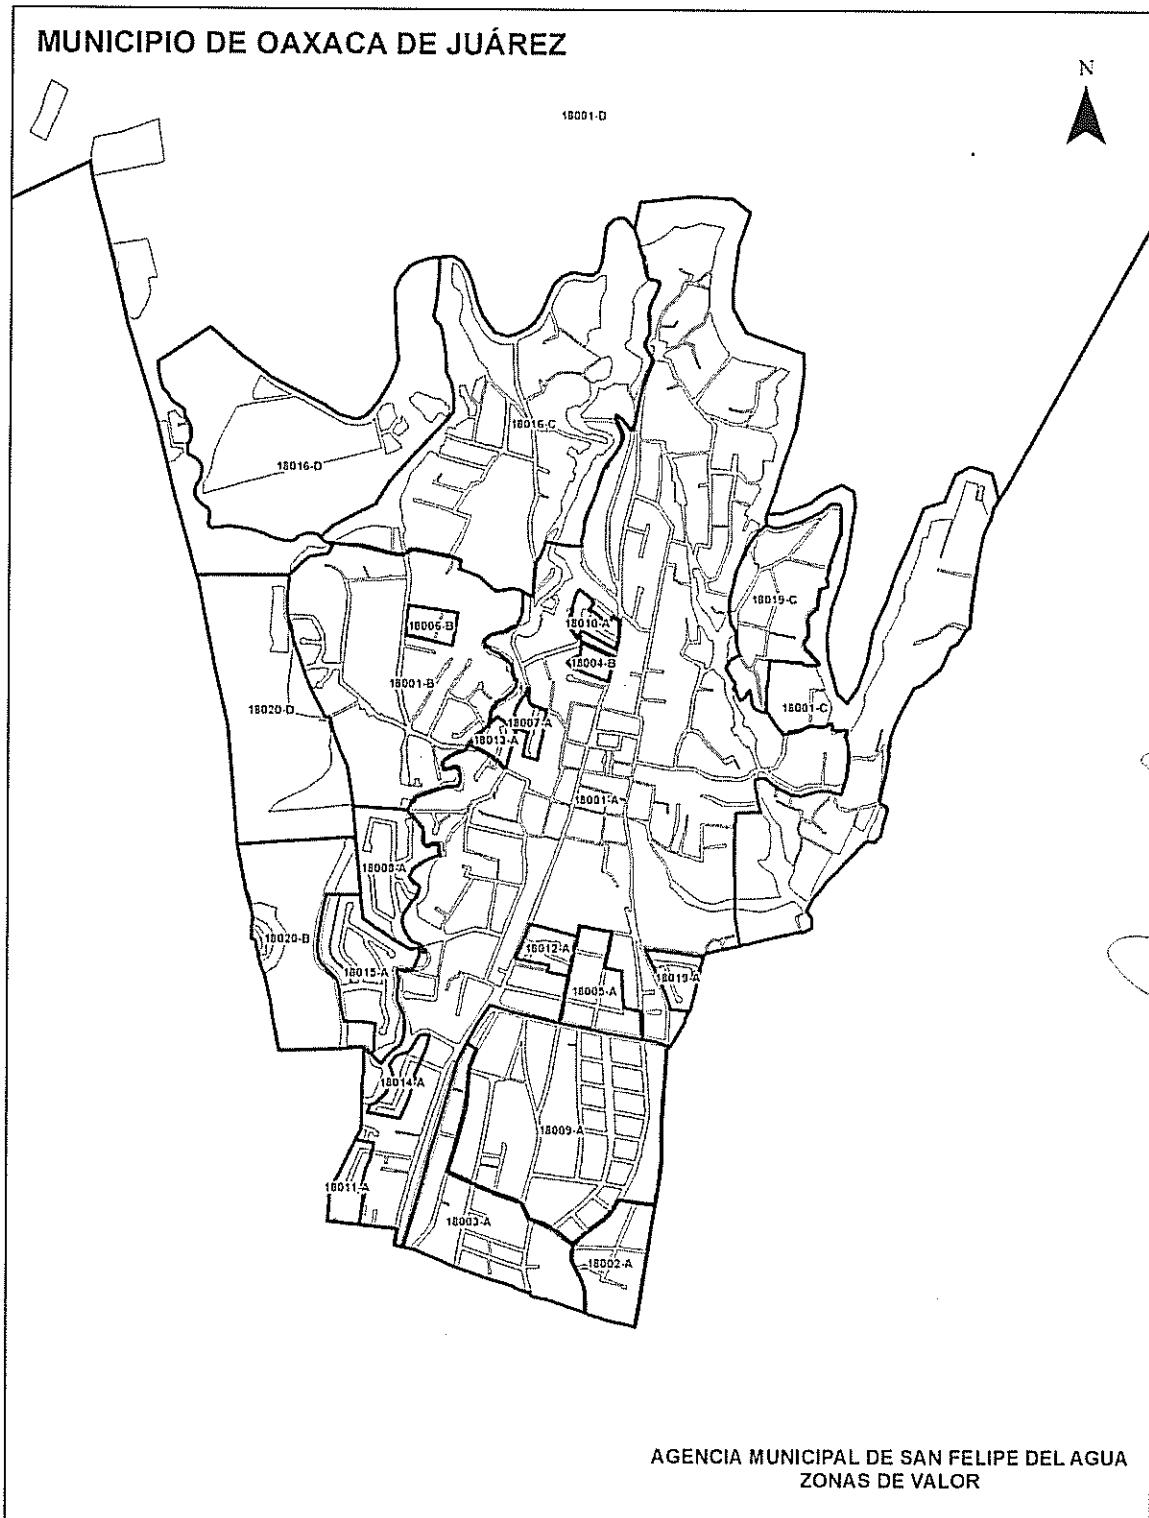 MUNICIPIO DE OAXACA DE JUÁREZ
N
18001-D
18016-C
18016-D
18019-C
18006-B
18010-A
18004-B
18001-B
18020-D
18001-C
18007-A
18013-A
18001-A
18008-A
18020-B
18012-A
18015-A
18005-A
18019-A
18014-A
18009-A
18011-A
18003-A
18002-A
AGENCIA MUNICIPAL DE SAN FELIPE DEL AGUA
ZONAS DE VALOR